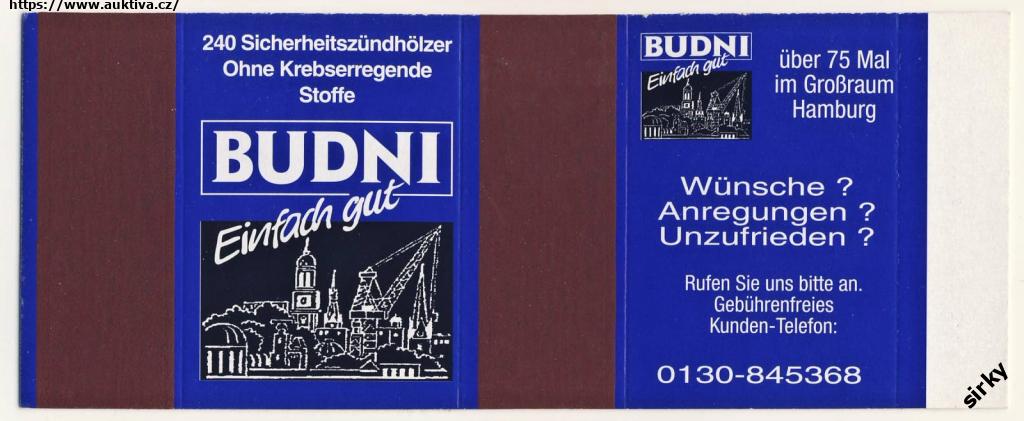 https://www.auktiva.cz/
240 Sicherheitszündhölzer
Ohne Krebserregende
Stoffe
BUDNI
Einfach gut
BUDNI
Einfach gut
über 75 Mal
im Großraum
Hamburg
Wünsche ?
Anregungen ?
Unzufrieden ?
Rufen Sie uns bitte an.
Gebührenfreies
Kunden-Telefon:
0130-845368
sirky